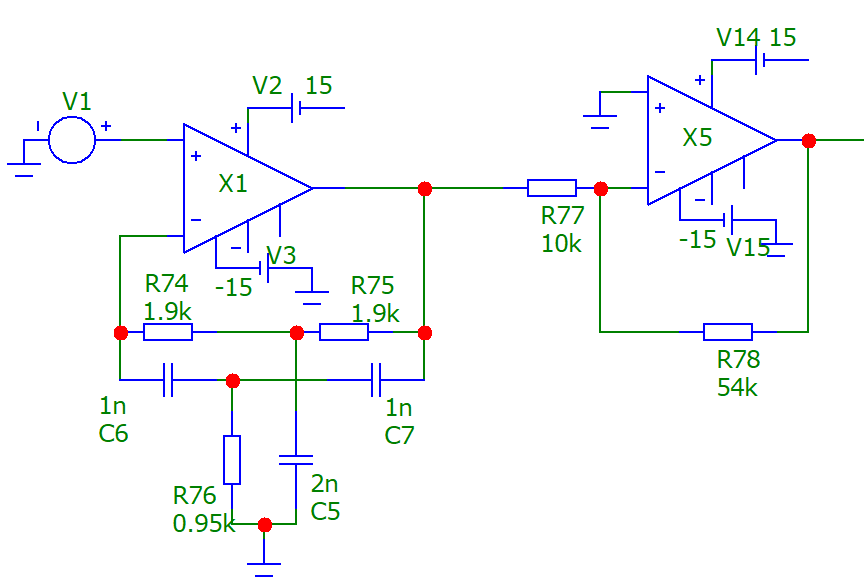 V14 15
V2 15
V1
X5
X1
V3
-15
-15 V15
R77
10k
R74
1.9k
R75
1.9k
R78
54k
1n
C6
1n
C7
R76
0.95k
2n
C5